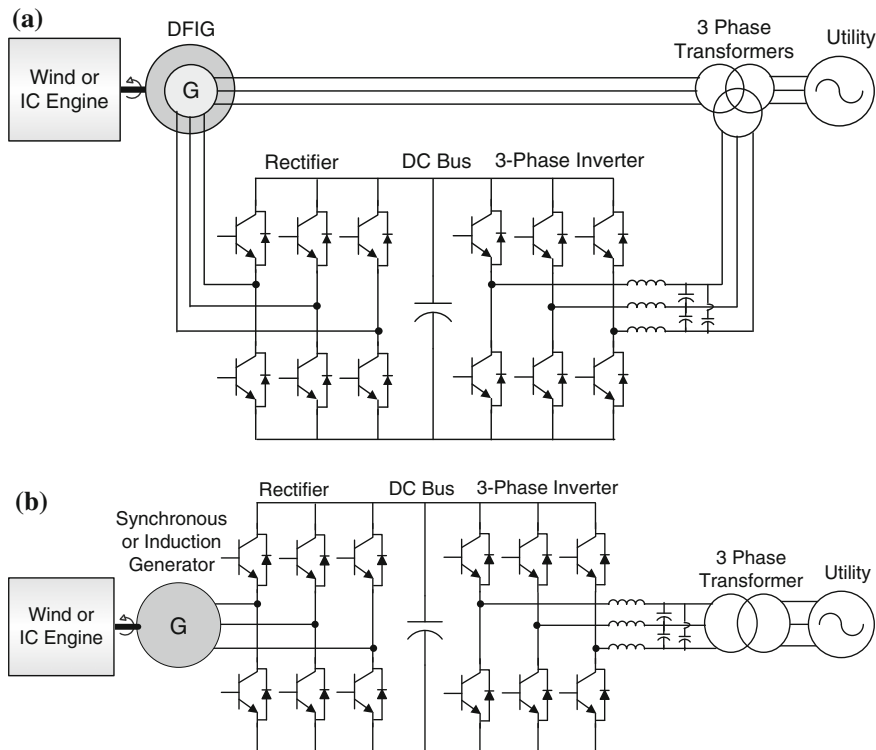 (a)
DFIG
3 Phase
Transformers
Utility
Wind or
IC Engine
G
Rectifier
DC Bus
3-Phase Inverter
(b)
Rectifier
DC Bus
3-Phase Inverter
Synchronous
or Induction
Generator
3 Phase
Transformer
Utility
Wind or
IC Engine
G